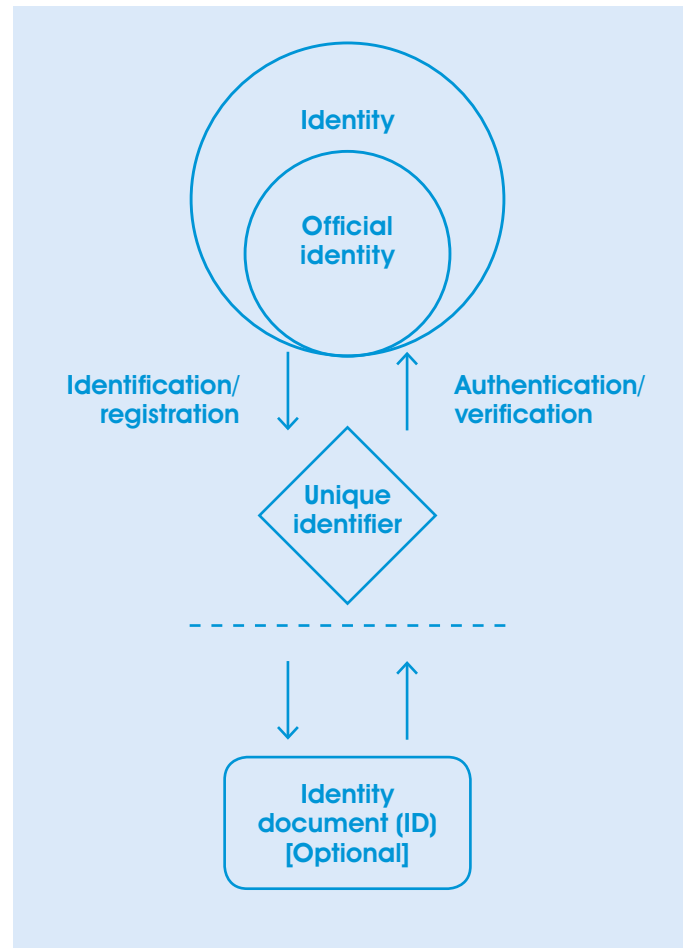 Identity
Official
identity
Identification/
registration
Authentication/
verification
Unique
identifier
Identity
document (ID)
[Optional]